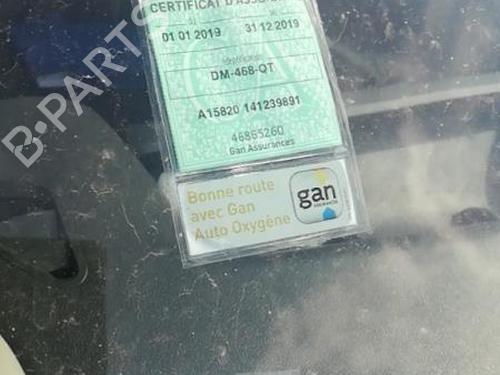 CERTIFICAT D'ASSU
01 01 2019 31 12 2019
DM-468-QT
A15820 141239891
46865260
Gan Assurances
Bonne route
avec Gan
Auto Oxygène
gan
B-PARTS